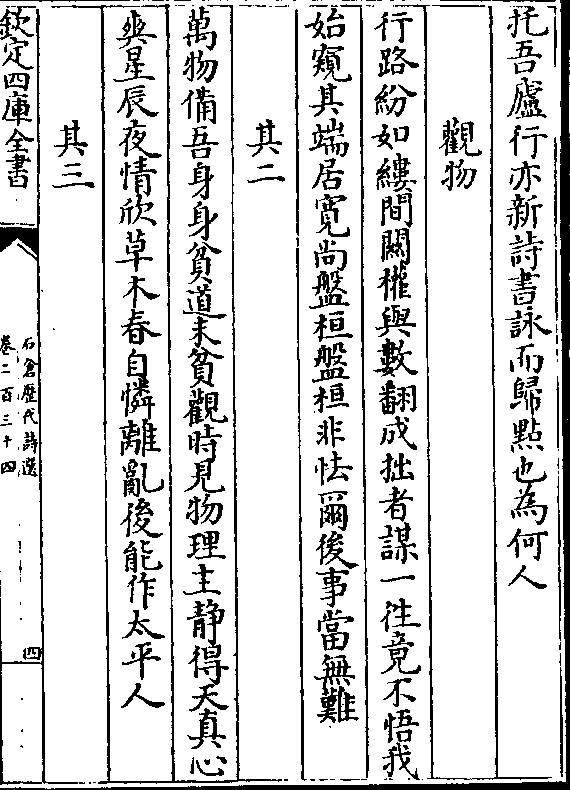 托吾廬行亦新詩書詠而歸點也為何人
觀物
行路紛如縷間關權與數翻成拙者謀一徃竟不悟我
始窺其端居寛尚盤桓盤桓非怯爾後事當無難
其二
萬物備吾身身貧道未貧觀時見物理主靜得天真心
爽星辰夜情欣草木春自憐離亂後能作太平人
其三
欽定四庫全書
石倉歷代詩選
卷二百三十四
四